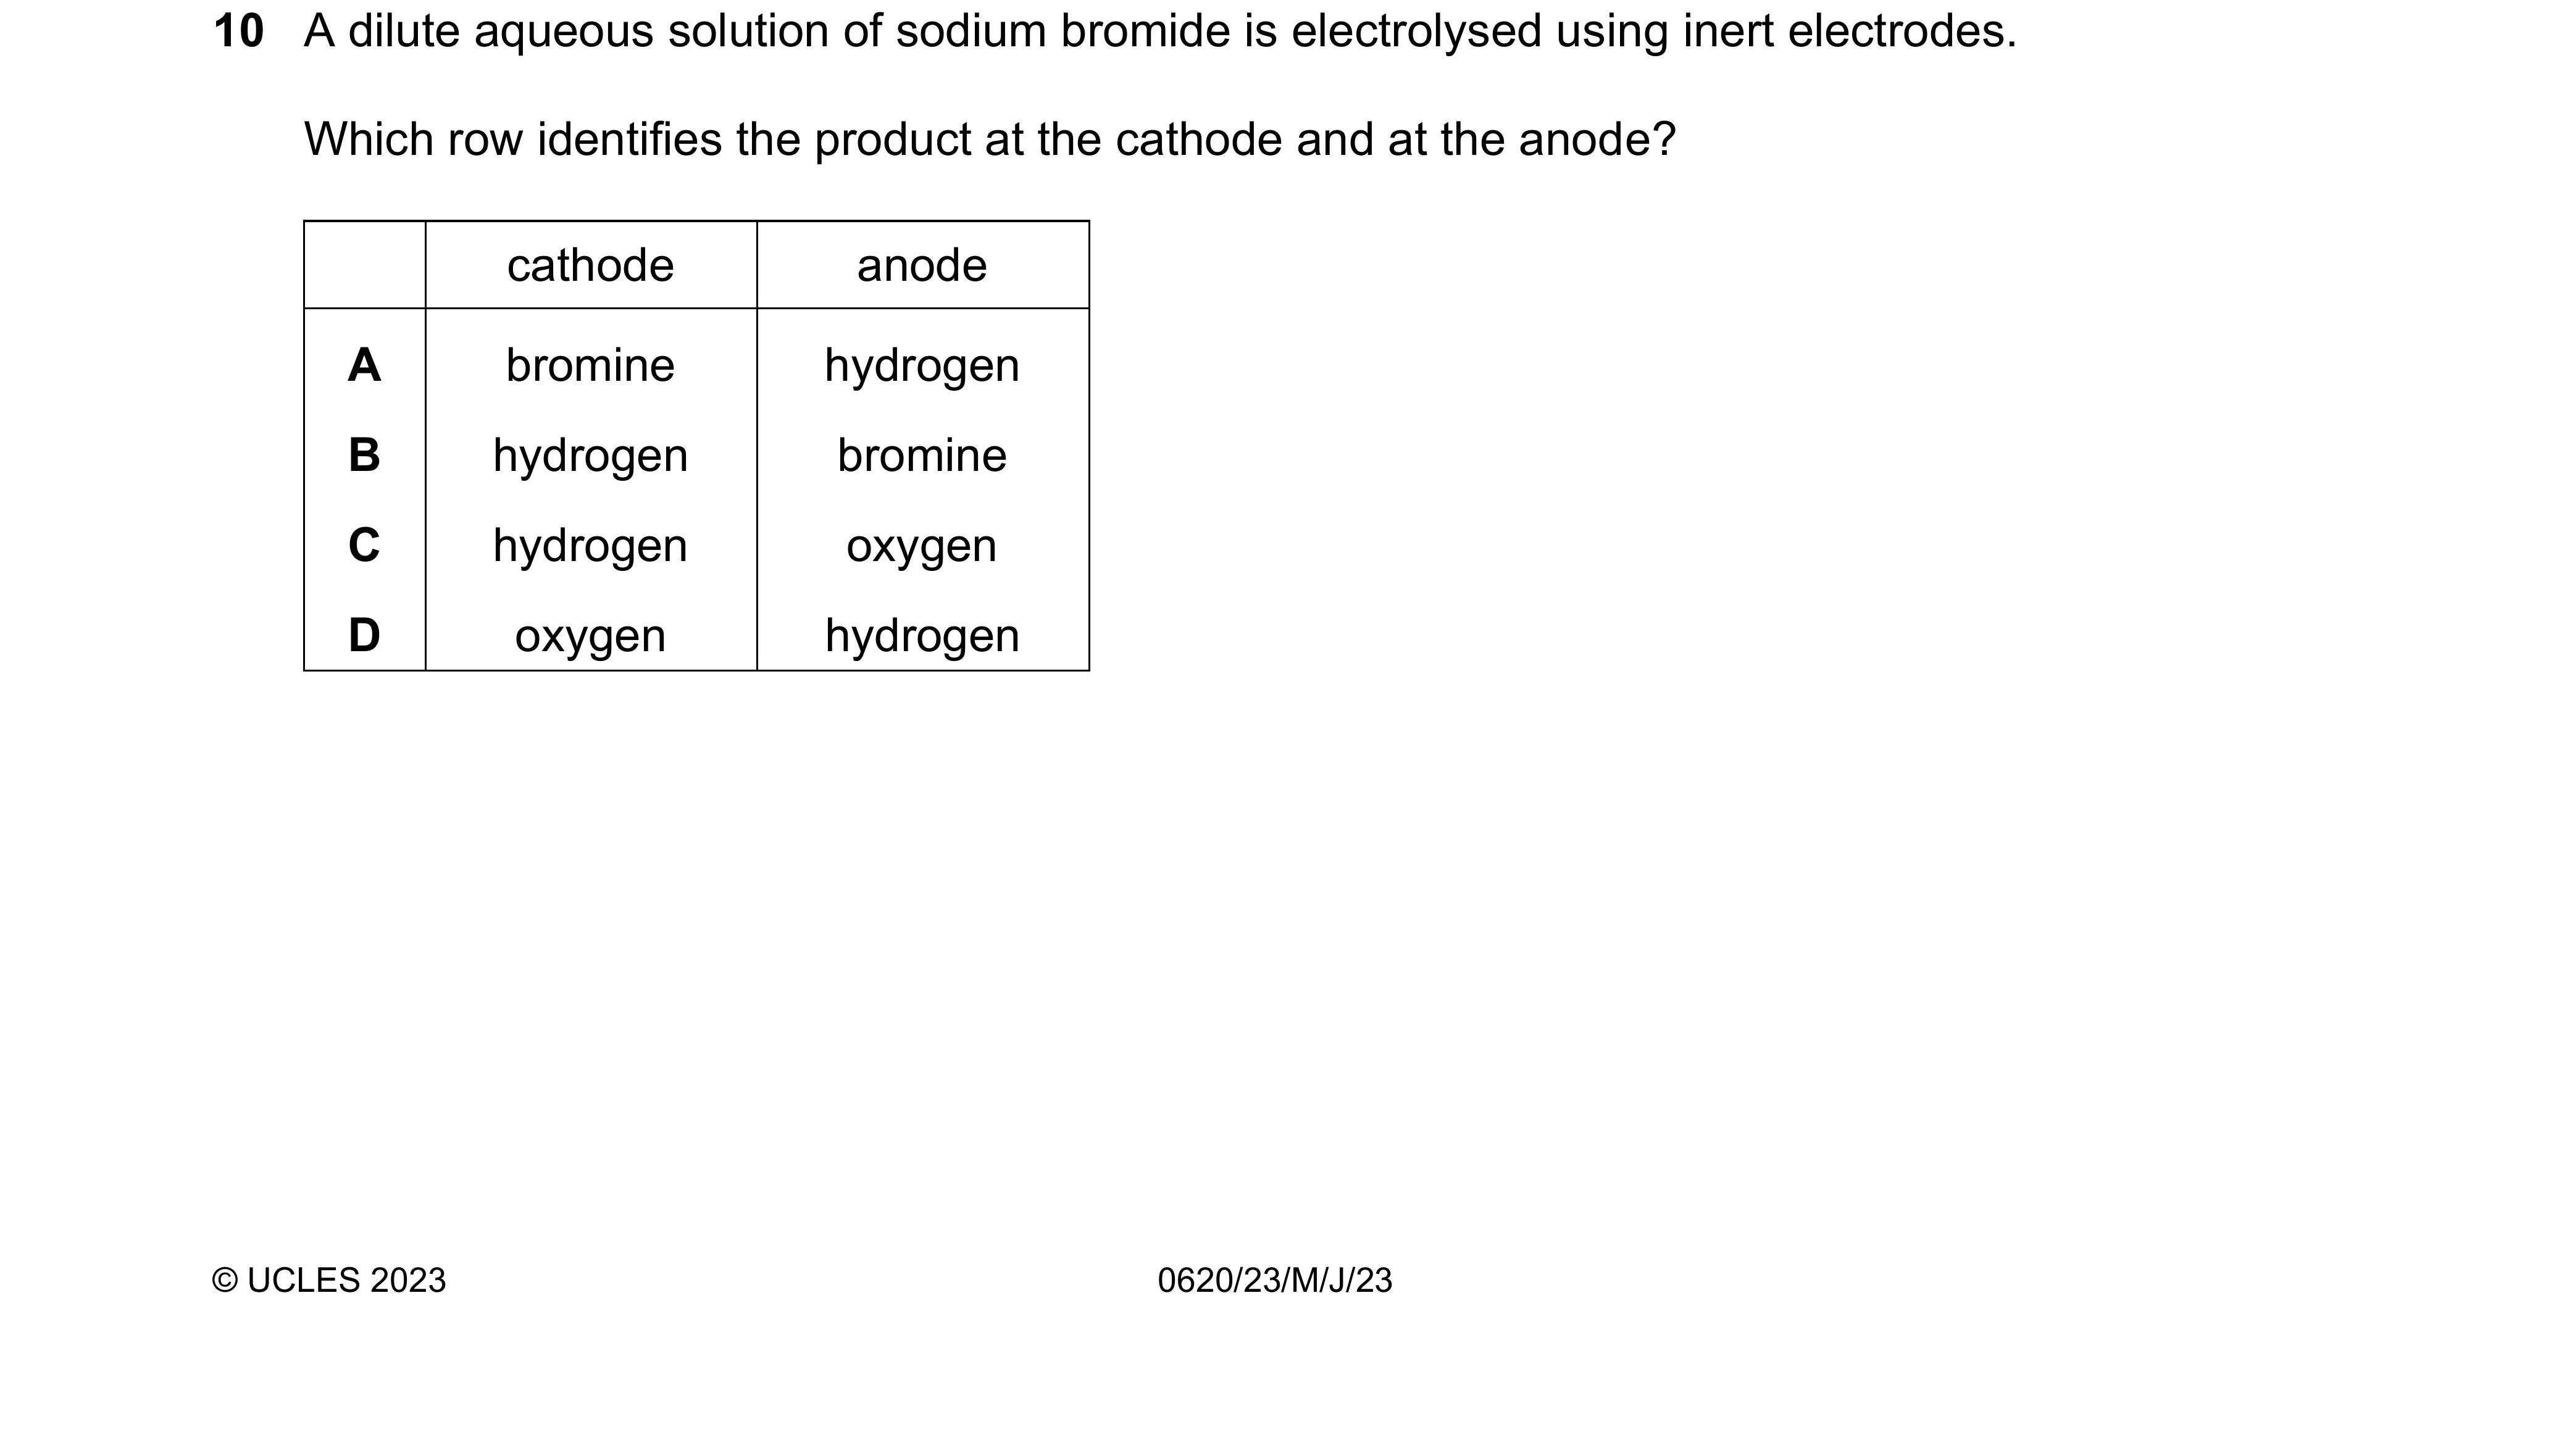 10 A dilute aqueous solution of sodium bromide is electrolysed using inert electrodes.
Which row identifies the product at the cathode and at the anode?
cathode anode
A bromine hydrogen
B hydrogen bromine
C hydrogen oxygen
D oxygen hydrogen
© UCLES 2023 0620/23/M/J/23